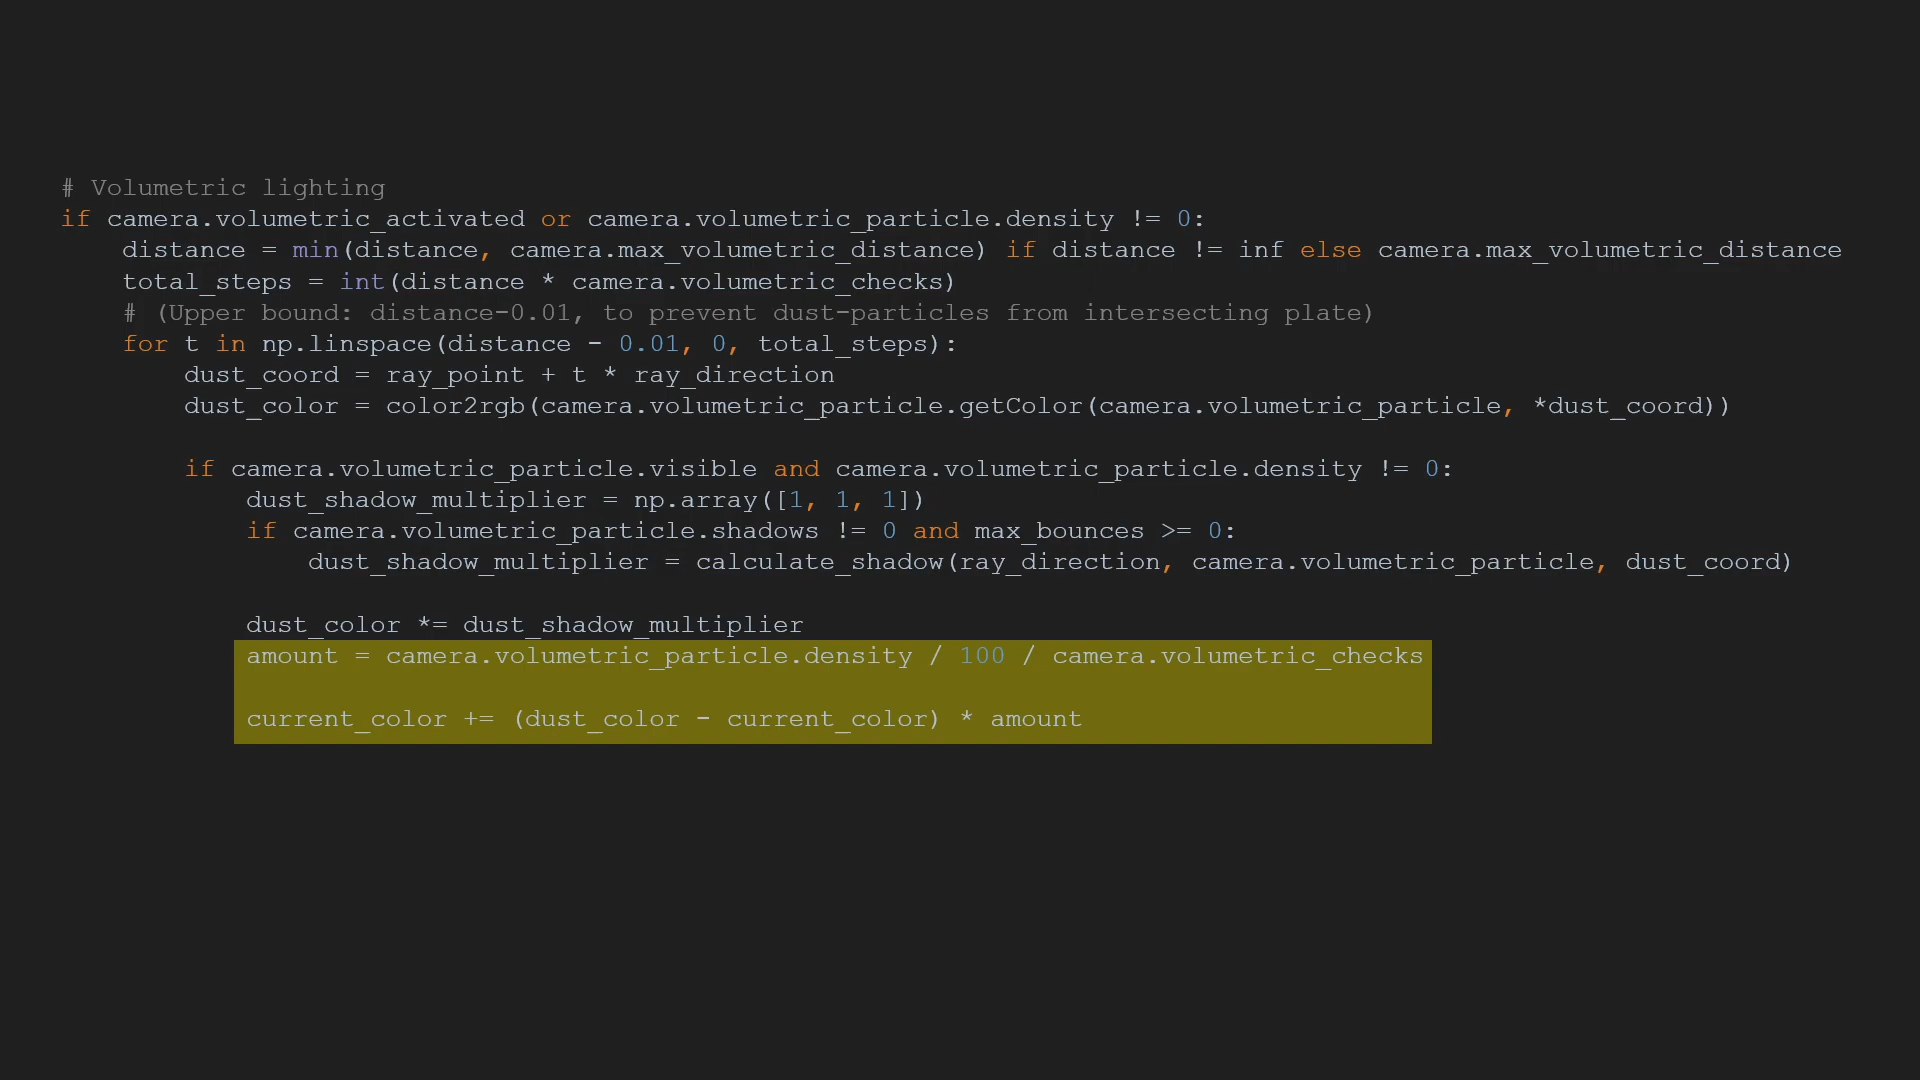 # Volumetric lighting
if camera.volumetric_activated or camera.volumetric_particle.density != 0:
    distance = min(distance, camera.max_volumetric_distance) if distance != inf else camera.max_volumetric_distance
    total_steps = int(distance * camera.volumetric_checks)
    # (Upper bound: distance-0.01, to prevent dust-particles from intersecting plate)
    for t in np.linspace(distance - 0.01, 0, total_steps):
        dust_coord = ray_point + t * ray_direction
        dust_color = color2rgb(camera.volumetric_particle.getColor(camera.volumetric_particle, *dust_coord))
        if camera.volumetric_particle.visible and camera.volumetric_particle.density != 0:
            dust_shadow_multiplier = np.array([1, 1, 1])
            if camera.volumetric_particle.shadows != 0 and max_bounces >= 0:
                dust_shadow_multiplier = calculate_shadow(ray_direction, camera.volumetric_particle, dust_coord)
            dust_color *= dust_shadow_multiplier
            amount = camera.volumetric_particle.density / 100 / camera.volumetric_checks
            current_color += (dust_color - current_color) * amount